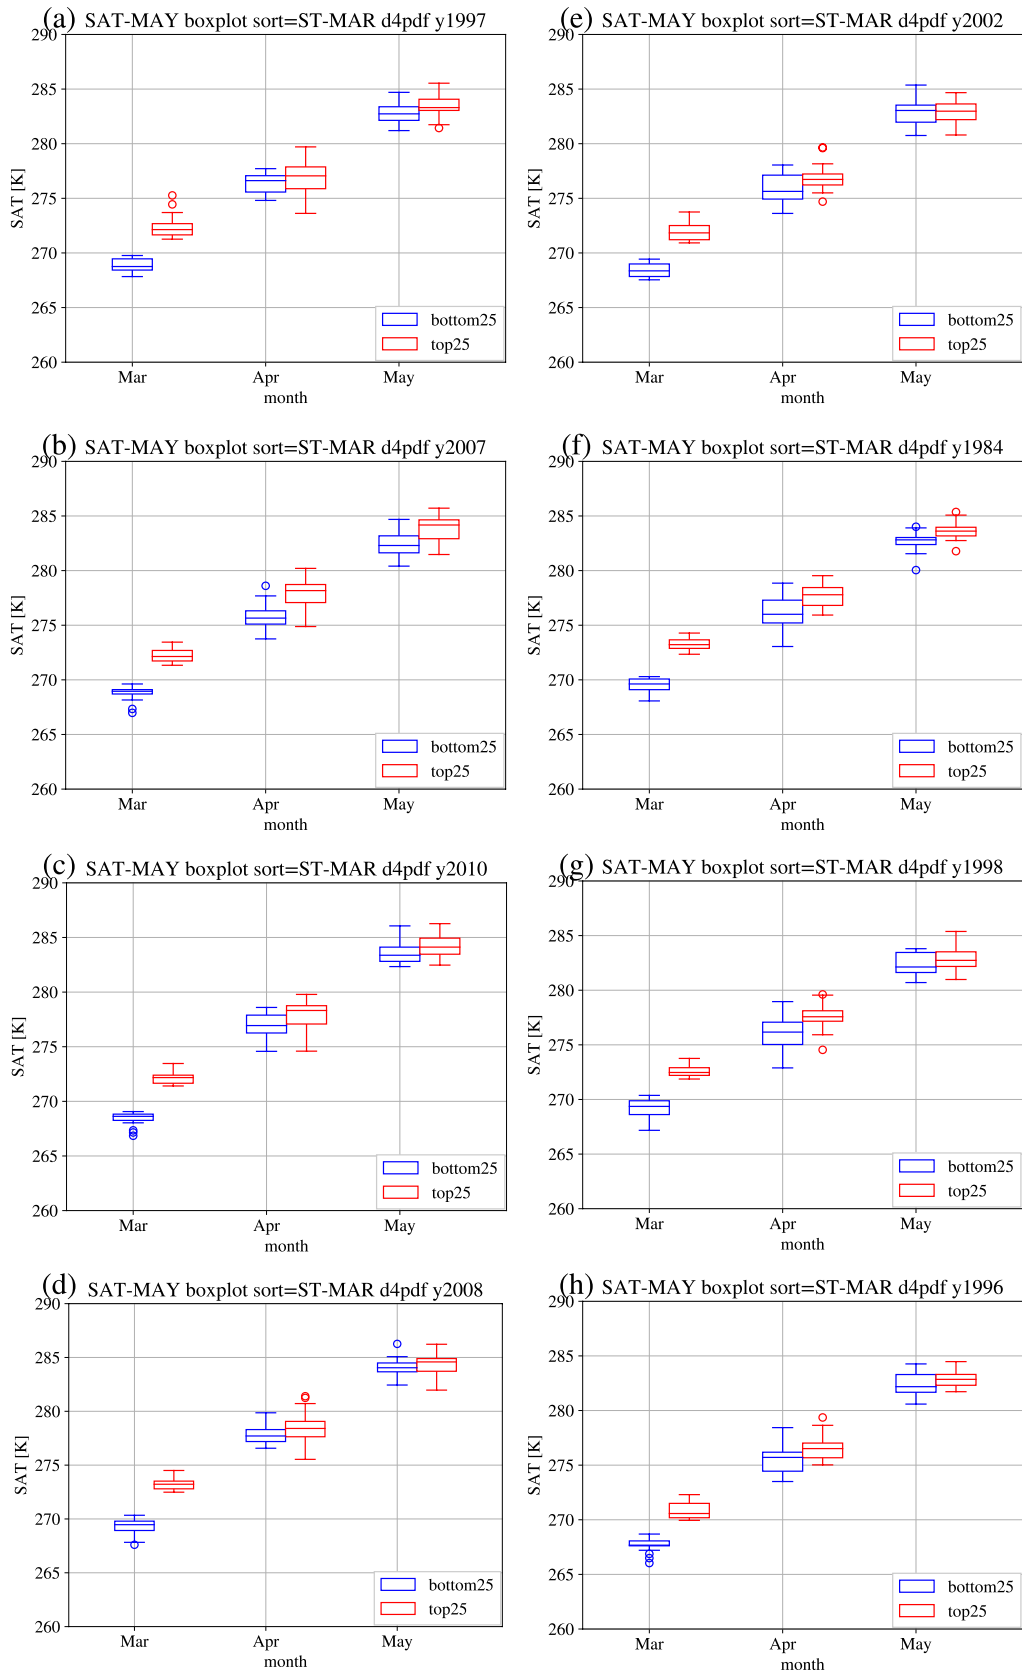 (a) SAT-MAY boxplot sort=ST-MAR d4pdf y1997
290
285
280
275
270
265
260
SAT [K]
Mar Apr May
month
bottom25
top25
(e) SAT-MAY boxplot sort=ST-MAR d4pdf y2002
290
285
280
275
270
265
260
SAT [K]
Mar Apr May
month
bottom25
top25
(b) SAT-MAY boxplot sort=ST-MAR d4pdf y2007
290
285
280
275
270
265
260
SAT [K]
Mar Apr May
month
bottom25
top25
(f) SAT-MAY boxplot sort=ST-MAR d4pdf y1984
290
285
280
275
270
265
260
SAT [K]
Mar Apr May
month
bottom25
top25
(c) SAT-MAY boxplot sort=ST-MAR d4pdf y2010
290
285
280
275
270
265
260
SAT [K]
Mar Apr May
month
bottom25
top25
(g) SAT-MAY boxplot sort=ST-MAR d4pdf y1998
290
285
280
275
270
265
260
SAT [K]
Mar Apr May
month
bottom25
top25
(d) SAT-MAY boxplot sort=ST-MAR d4pdf y2008
290
285
280
275
270
265
260
SAT [K]
Mar Apr May
month
bottom25
top25
(h) SAT-MAY boxplot sort=ST-MAR d4pdf y1996
290
285
280
275
270
265
260
SAT [K]
Mar Apr May
month
bottom25
top25